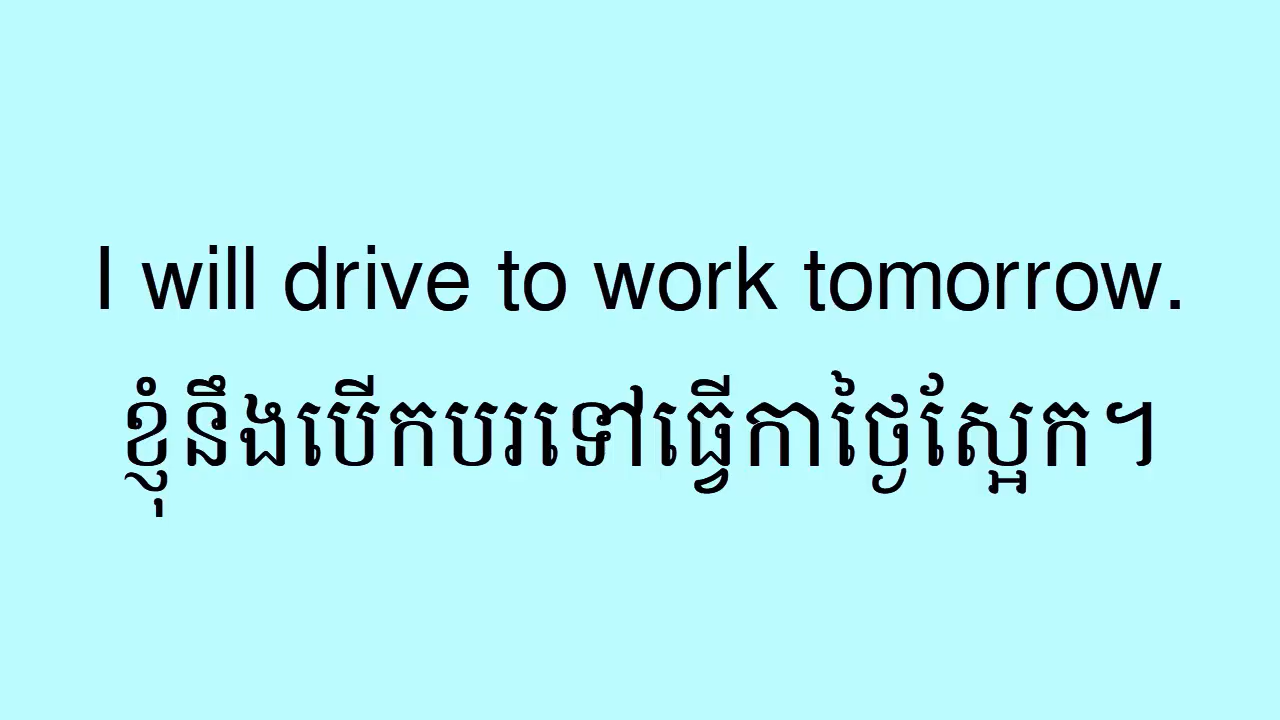 I will drive to work tomorrow.
ខ្ញុំនឹងបើកបរទៅធ្វើកាថ្ងៃស្អែក។